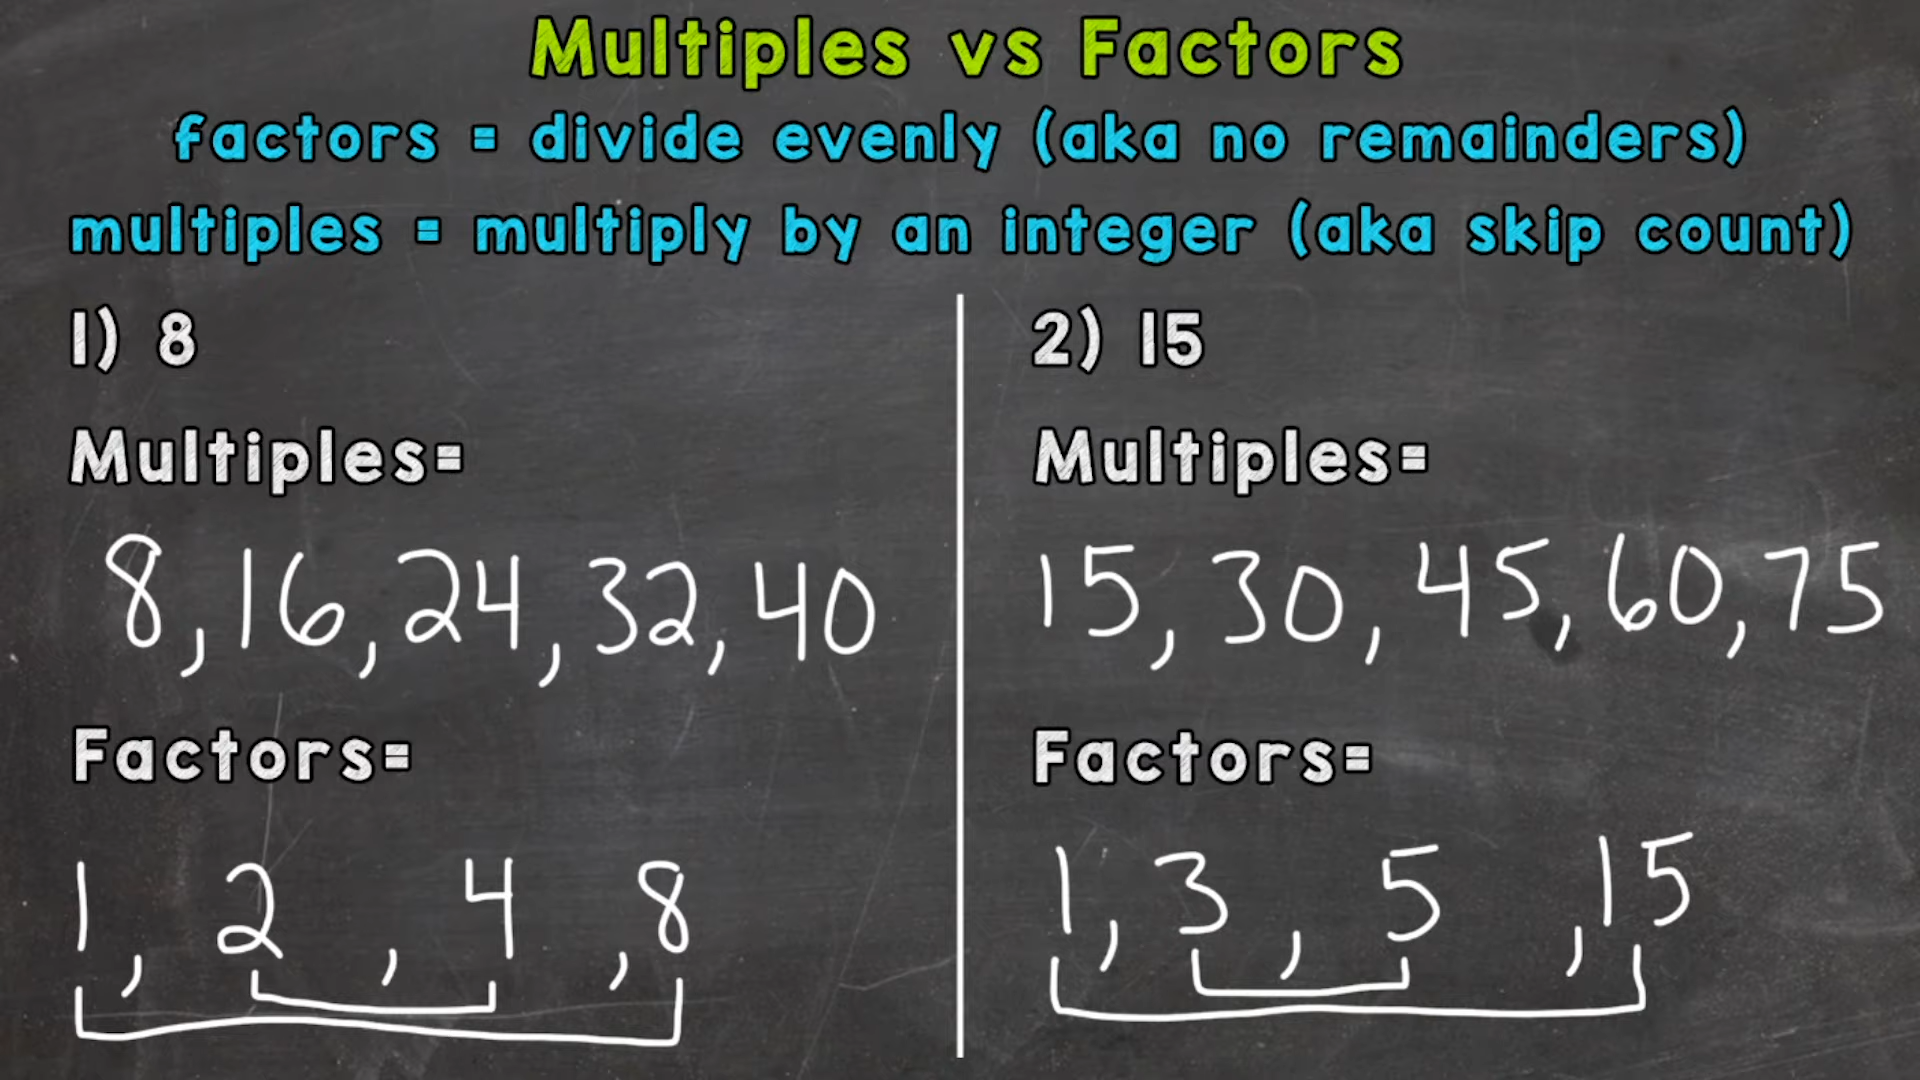 Multiples vs Factors
factors = divide evenly (aka no remainders)
multiples = multiply by an integer (aka skip count)
1) 8
Multiples=
8, 16, 24, 32, 40
Factors=
1, 2, 4, 8
2) 15
Multiples=
15, 30, 45, 60, 75
Factors=
1, 3, 5, 15